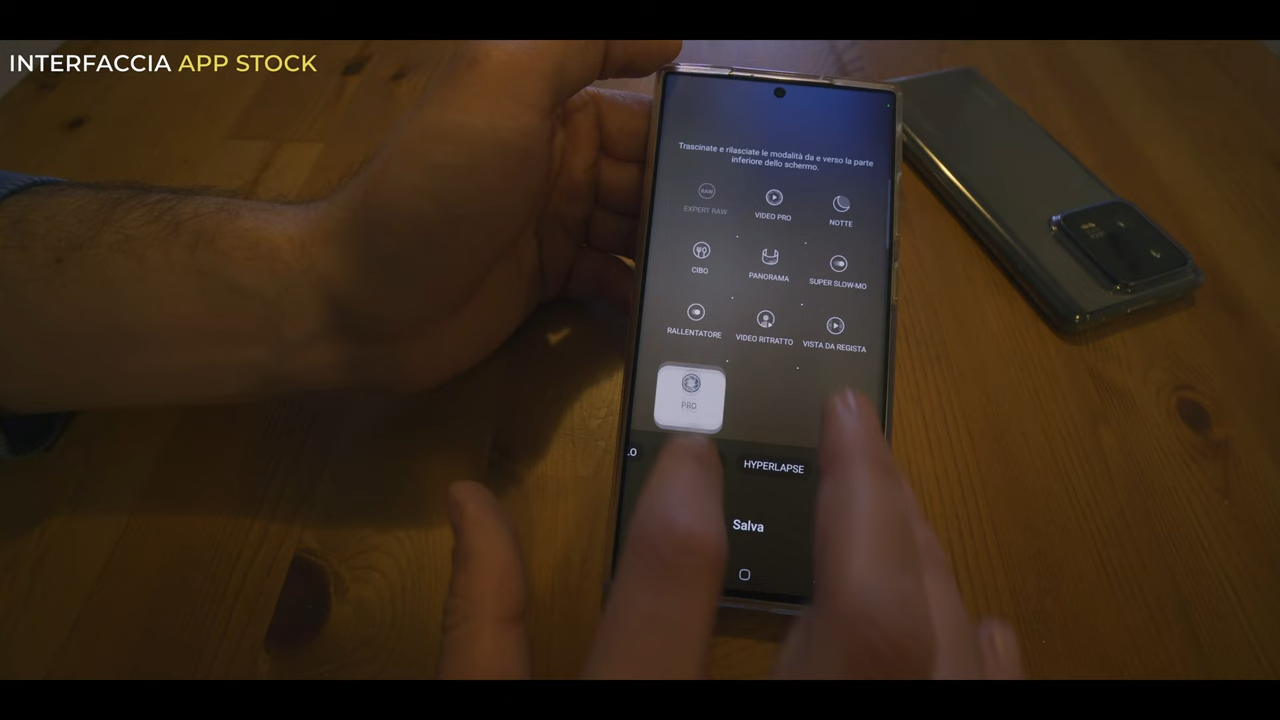 INTERFACCIA APP STOCK
Trascinate e rilasciate le modalità da e verso la parte
inferiore dello schermo.
RAW
EXPERT RAW
VIDEO PRO
NOTTE
CIBO
PANORAMA
SUPER SLOW-MO
RALLENTATORE
VIDEO RITRATTO
VISTA DA REGISTA
PRO
HYPERLAPSE
Salva